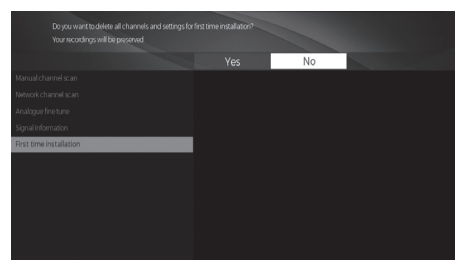 Do you want to delete all channels and settings for first time installation?
Your recordings will be preserved
Yes
No
Manual channel scan
Network channel scan
Analogue fine tune
Signal Information
First time installation